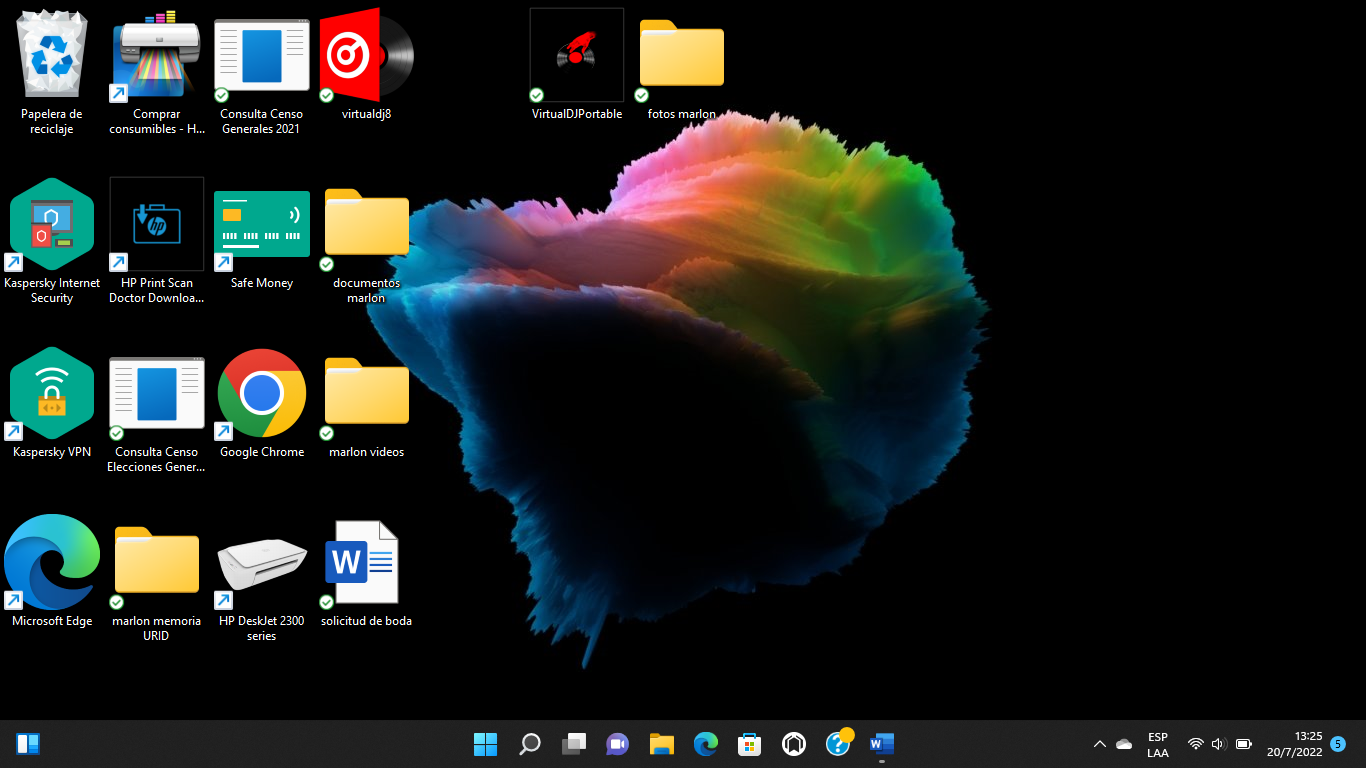 Papelera de
reciclaje
Comprar
consumibles - H...
Consulta Censo
Generales 2021
virtualdj8
VirtualDJPortable
fotos marlon
Kaspersky Internet
Security
hp
HP Print Scan
Doctor Downloa...
Safe Money
documentos
marlon
Kaspersky VPN
Consulta Censo
Elecciones Gener...
Google Chrome
marlon videos
W
Microsoft Edge
marlon memoria
URID
HP DeskJet 2300
series
solicitud de boda
?
W
ESP
LAA
13:25
20/7/2022
5